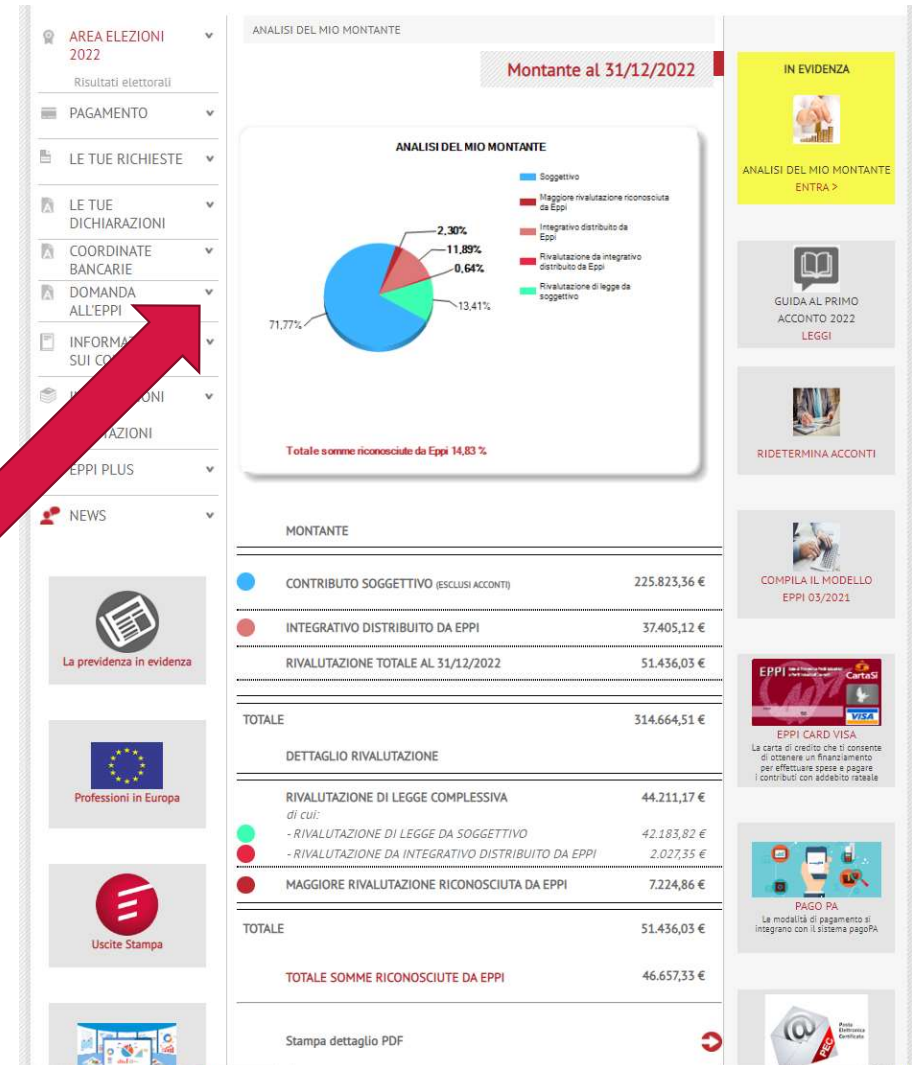 AREA ELEZIONI
2022
Risultati elettorali
PAGAMENTO
LE TUE RICHIESTE
LE TUE
DICHIARAZIONI
COORDINATE
BANCARIE
DOMANDA
ALL'EPPI
SUI
EPPI PLUS
NEWS
La previdenza in evidenza
Professioni in Europa
Uscite Stampa
ANALISI DEL MIO MONTANTE
Montante al 31/12/2022
ANALISI DEL MIO MONTANTE
Soggettivo
Maggiore rivalutazione riconosciuta
da Eppi
Integrativo distribuito da
Eppi
Rivalutazione da integrativo
distribuito da Eppi
Rivalutazione di legge da
soggettivo
2,30%
11,89%
0,64%
13,41%
71,77%
Totale somme riconosciute da Eppi 14,83 %
MONTANTE
CONTRIBUTO SOGGETTIVO (ESCLUSI ACCONTI) 225.823,36 €
INTEGRATIVO DISTRIBUITO DA EPPI 37.405,12 €
RIVALUTAZIONE TOTALE AL 31/12/2022 51.436,03 €
TOTALE 314.664,51 €
DETTAGLIO RIVALUTAZIONE
RIVALUTAZIONE DI LEGGE COMPLESSIVA 44.211,17 €
di cui:
- RIVALUTAZIONE DI LEGGE DA SOGGETTIVO 42.183,82 €
- RIVALUTAZIONE DA INTEGRATIVO DISTRIBUITO DA EPPI 2.027,35 €
MAGGIORE RIVALUTAZIONE RICONOSCIUTA DA EPPI 7.224,86 €
TOTALE 51.436,03 €
TOTALE SOMME RICONOSCIUTE DA EPPI 46.657,33 €
Stampa dettaglio PDF
IN EVIDENZA
ANALISI DEL MIO MONTANTE
ENTRA >
GUIDA AL PRIMO
ACCONTO 2022
LEGGI
RIDETERMINA ACCONTI
COMPILA IL MODELLO
EPPI 03/2021
EPPI
CartaSi
VISA
EPPI CARD VISA
La carta di credito che ti consente
di ottenere un finanziamento
per effettuare spese e pagare
i contributi con addebito rateale
PAGO PA
Le modalità di pagamento si
integrano con il sistema pagoPA
@
PEC
Posta
Elettronica
Certificata